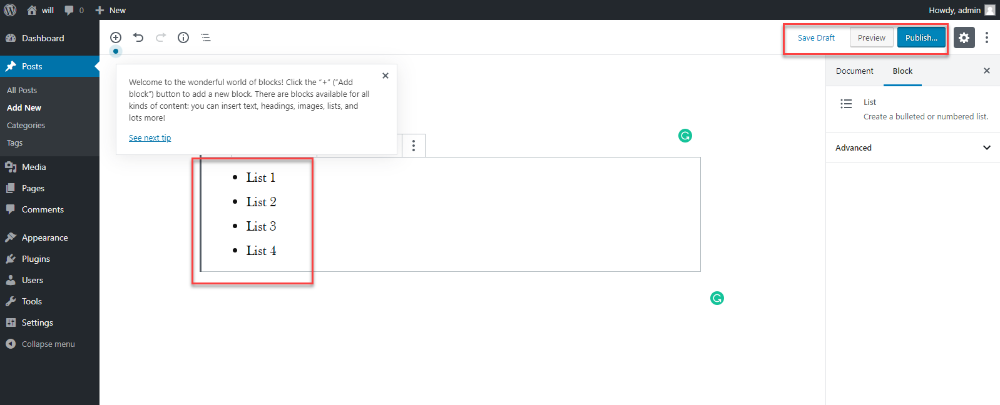 will
0
New
Howdy, admin
Dashboard
Posts
All Posts
Add New
Categories
Tags
Media
Pages
Comments
Appearance
Plugins
Users
Tools
Settings
Collapse menu
Save Draft
Preview
Publish...
Welcome to the wonderful world of blocks! Click the “+” (“Add
block”) button to add a new block. There are blocks available for all
kinds of content: you can insert text, headings, images, lists, and
lots more!
See next tip
List 1
List 2
List 3
List 4
Document
Block
List
Create a bulleted or numbered list.
Advanced